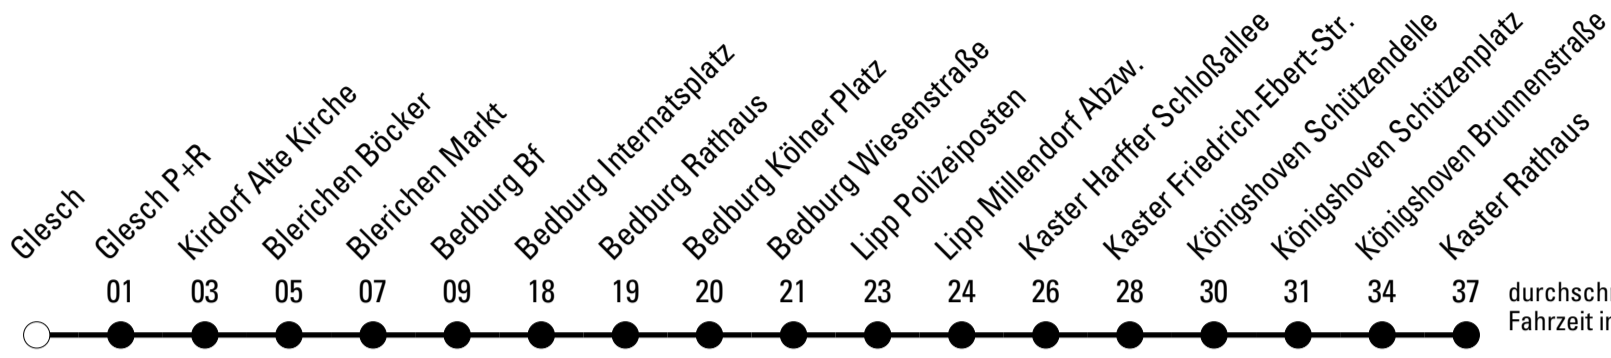 Glesch
Glesch P+R
Kirdorf Alte Kirche
Blerichen Böcker
Blerichen Markt
Bedburg Bf
Bedburg Internatsplatz
Bedburg Rathaus
Bedburg Kölner Platz
Bedburg Wiesenstraße
Lipp Polizeiposten
Lipp Millendorf Abzw.
Kaster Harffer Schloßallee
Kaster Friedrich-Ebert-Str.
Königshoven Schützendelle
Königshoven Schützenplatz
Königshoven Brunnenstraße
Kaster Rathaus
01 03 05 07 09 18 19 20 21 23 24 26 28 30 31 34 37
durchsch
Fahrzeit i